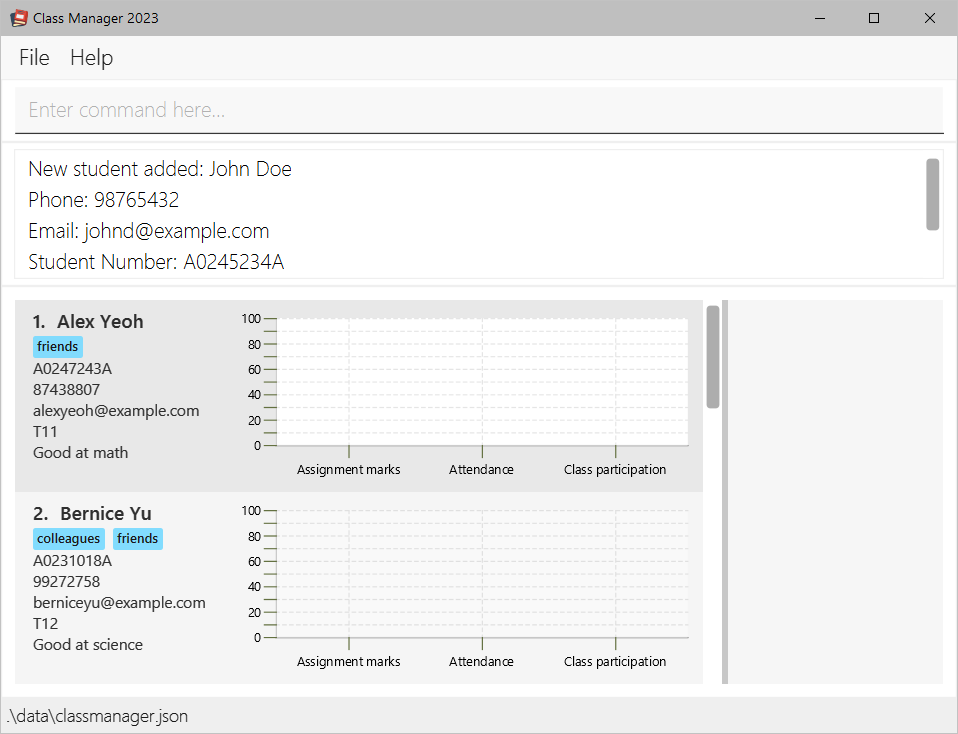 Class Manager 2023
File Help
Enter command here...
New student added: John Doe
Phone: 98765432
Email: johnd@example.com
Student Number: A0245234A
1. Alex Yeoh
friends
A0247243A
87438807
alexyeoh@example.com
T11
Good at math
100
80
60
40
20
0
Assignment marks Attendance Class participation
2. Bernice Yu
colleagues friends
A0231018A
99272758
berniceyu@example.com
T12
Good at science
100
80
60
40
20
0
Assignment marks Attendance Class participation
.\data\classmanager.json